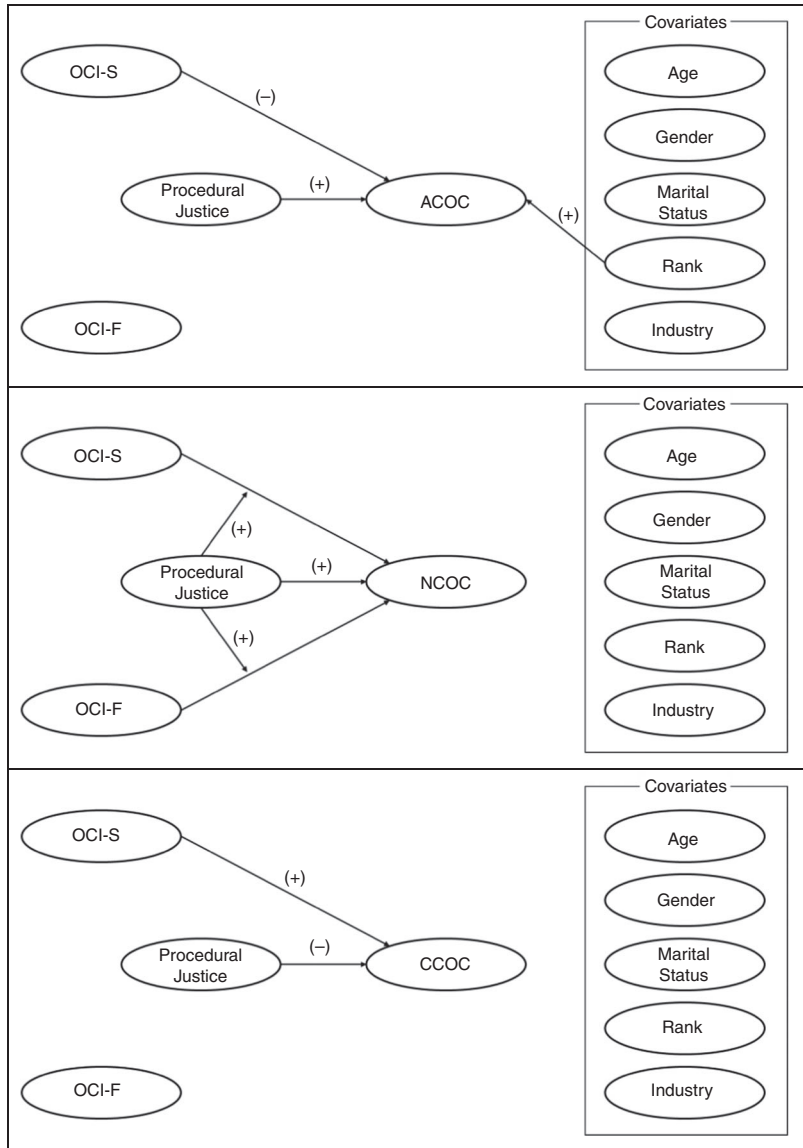 Covariates
OCI-S
Age
(–)
Gender
Procedural
Justice
(+)
ACOC
Marital
Status
(+)
Rank
OCI-F
Industry
Covariates
OCI-S
Age
Gender
(+)
Procedural
Justice
(+)
NCOC
Marital
Status
(+)
Rank
OCI-F
Industry
Covariates
OCI-S
Age
(+)
Gender
Procedural
Justice
(–)
CCOC
Marital
Status
Rank
OCI-F
Industry